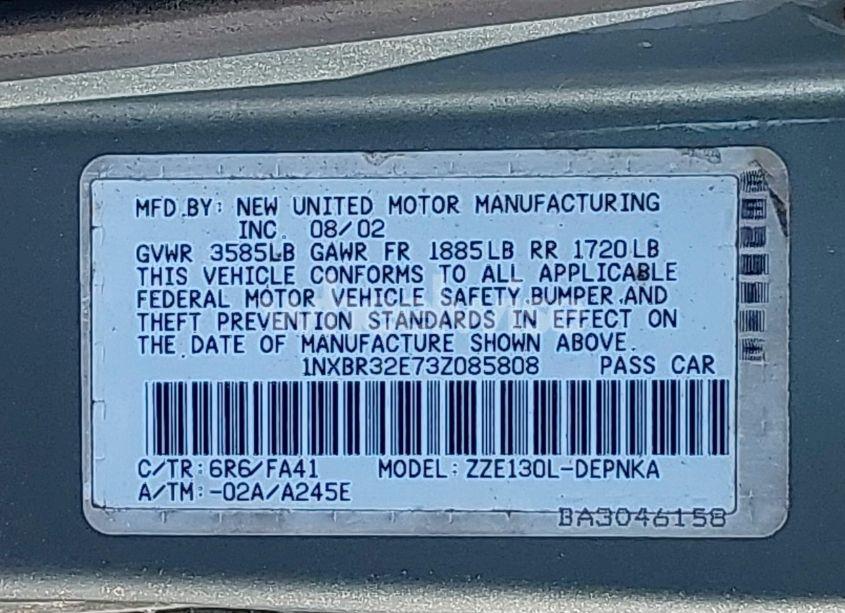 MFD.BY: NEW UNITED MOTOR MANUFACTURING
INC. 08/02
GVWR 3585LB GAWR FR 1885LB RR 1720LB
THIS VEHICLE CONFORMS TO ALL APPLICABLE
FEDERAL MOTOR VEHICLE SAFETY,BUMPER,AND
THEFT PREVENTION STANDARDS IN EFFECT ON
THE DATE OF MANUFACTURE SHOWN ABOVE.
1NXBR32E73Z085808 PASS CAR
C/TR:6R6/FA41 MODEL:ZZE130L-DEPNKA
A/TM:-02A/A245E
BA3046158